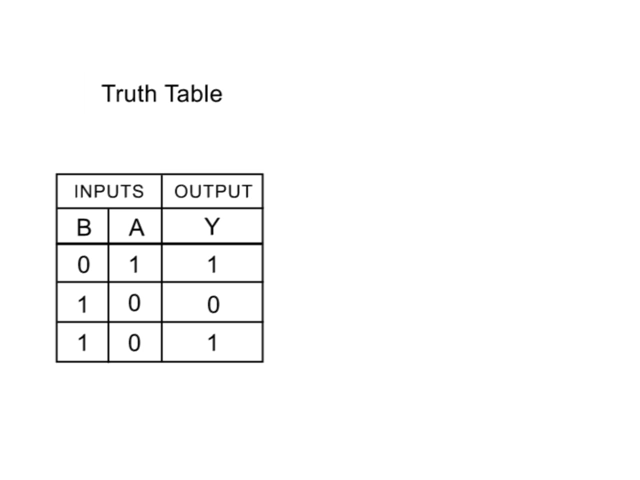 Truth Table
INPUTS OUTPUT
B A Y
0 1 1
1 0 0
1 0 1